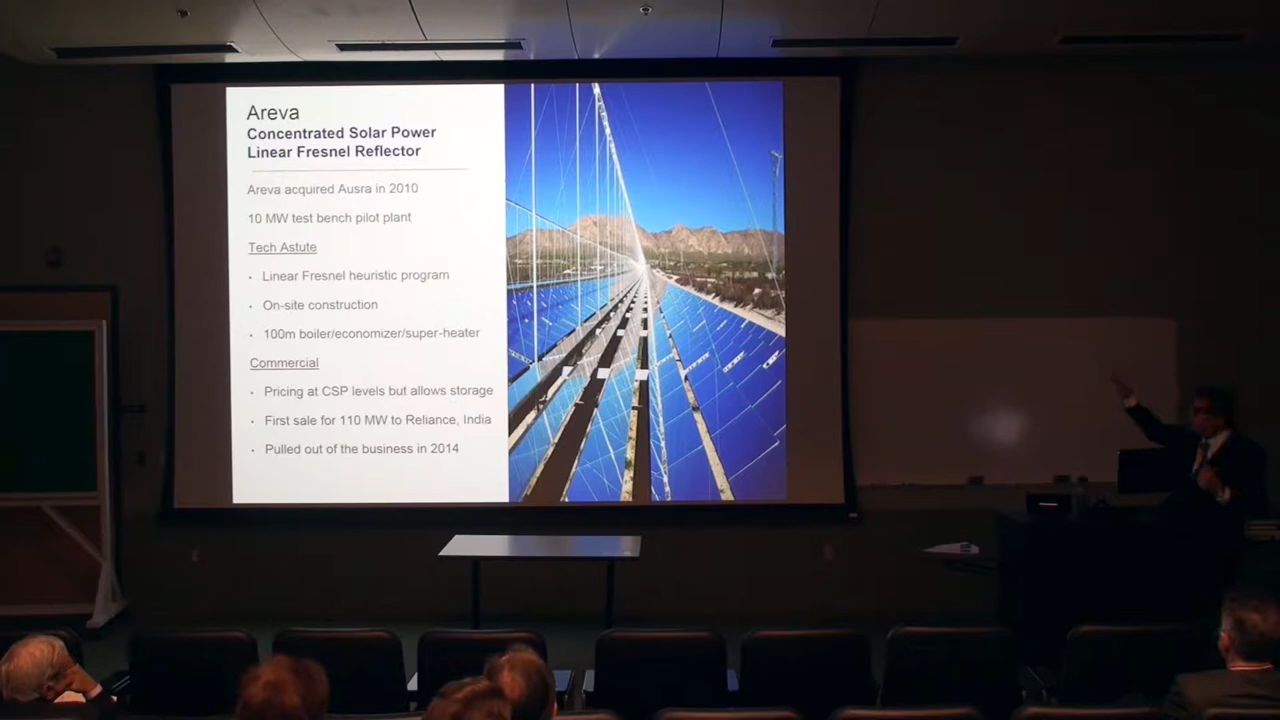 Areva
Concentrated Solar Power
Linear Fresnel Reflector
Areva acquired Ausra in 2010
10 MW test bench pilot plant
Tech Astute
• Linear Fresnel heuristic program
• On-site construction
• 100m boiler/economizer/super-heater
Commercial
• Pricing at CSP levels but allows storage
• First sale for 110 MW to Reliance, India
• Pulled out of the business in 2014